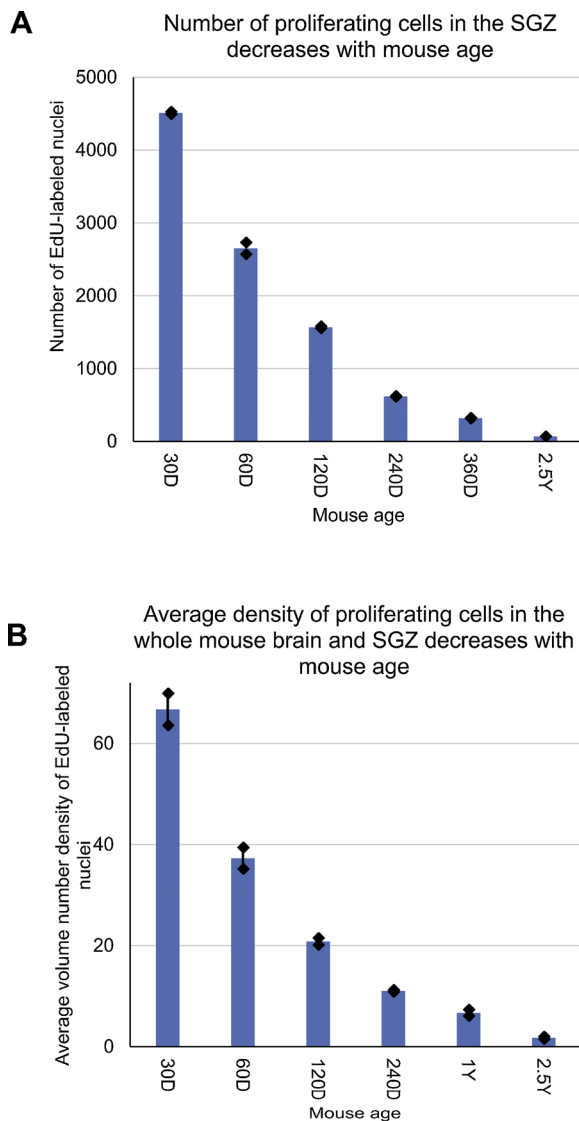 A
Number of proliferating cells in the SGZ
decreases with mouse age
Number of EdU-labeled nuclei
5000
4000
3000
2000
1000
0
30D
60D
120D
240D
360D
2.5Y
Mouse age
B
Average density of proliferating cells in the
whole mouse brain and SGZ decreases with
mouse age
Average volume number density of EdU-labeled
nuclei
60
40
20
0
30D
60D
120D
240D
1Y
2.5Y
Mouse age